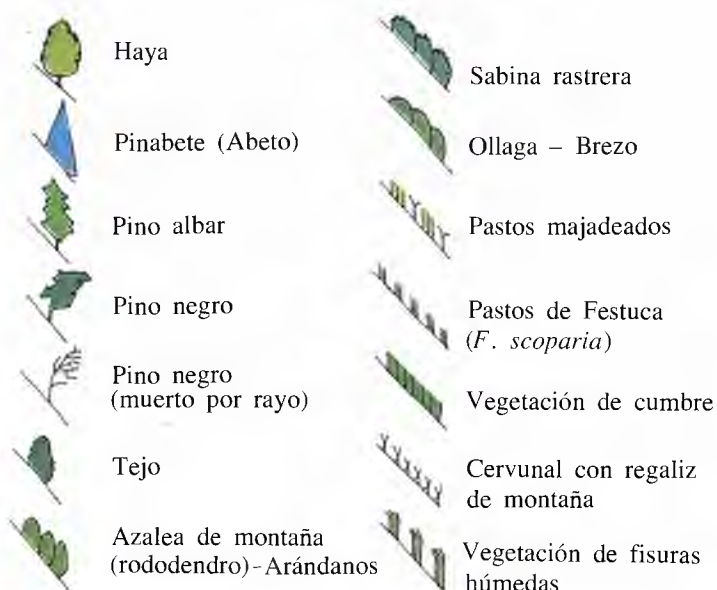 Haya
Pinabete (Abeto)
Pino albar
Pino negro
Pino negro
(muerto por rayo)
Tejo
Azalea de montaña
(rododendro)-Arándanos
Sabina rastrera
Ollaga – Brezo
Pastos majadeados
Pastos de Festuca
(F. scoparia)
Vegetación de cumbre
Cervunal con regaliz
de montaña
Vegetación de fisuras
húmedas